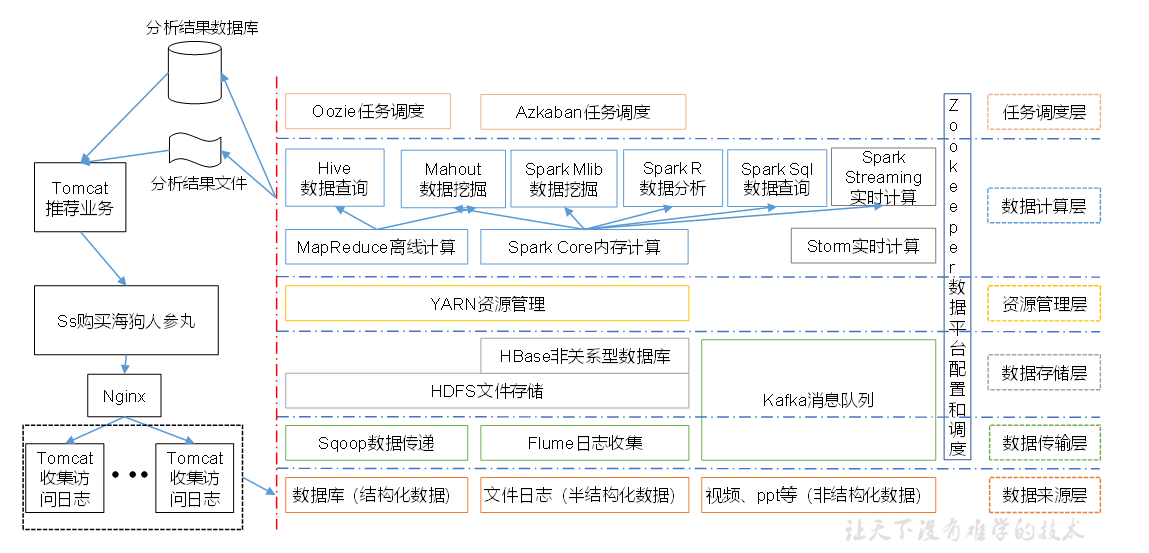 分析结果数据库
分析结果文件
Tomcat
推荐业务
Ss购买海狗人参丸
Nginx
Tomcat
收集访
问日志
Tomcat
收集访
问日志
Oozie任务调度
Azkaban任务调度
任务调度层
Hive
数据查询
Mahout
数据挖掘
Spark Mlib
数据挖掘
Spark R
数据分析
Spark Sql
数据查询
Spark
Streaming
实时计算
数据计算层
MapReduce离线计算
Spark Core内存计算
Storm实时计算
YARN资源管理
资源管理层
HBase非关系型数据库
HDFS文件存储
Kafka消息队列
数据存储层
Sqoop数据传递
Flume日志收集
数据传输层
数据库（结构化数据）
文件日志（半结构化数据）
视频、ppt等（非结构化数据）
数据来源层
Zookeeper数据平台配置和调度
让天下没有难学的技术